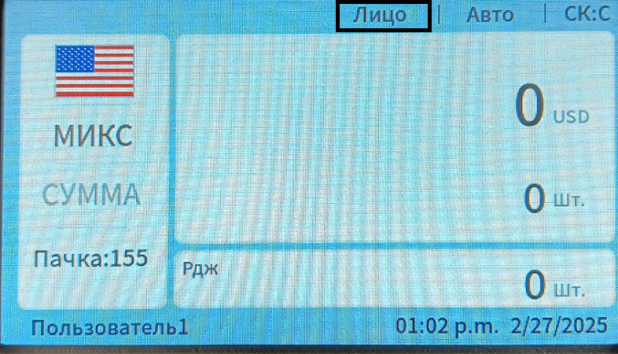 Лицо | Авто | СК:С
МИКС
СУММА
Пачка:155
0 USD
0 Шт.
Рдж
0 Шт.
Пользователь1 01:02 p.m. 2/27/2025